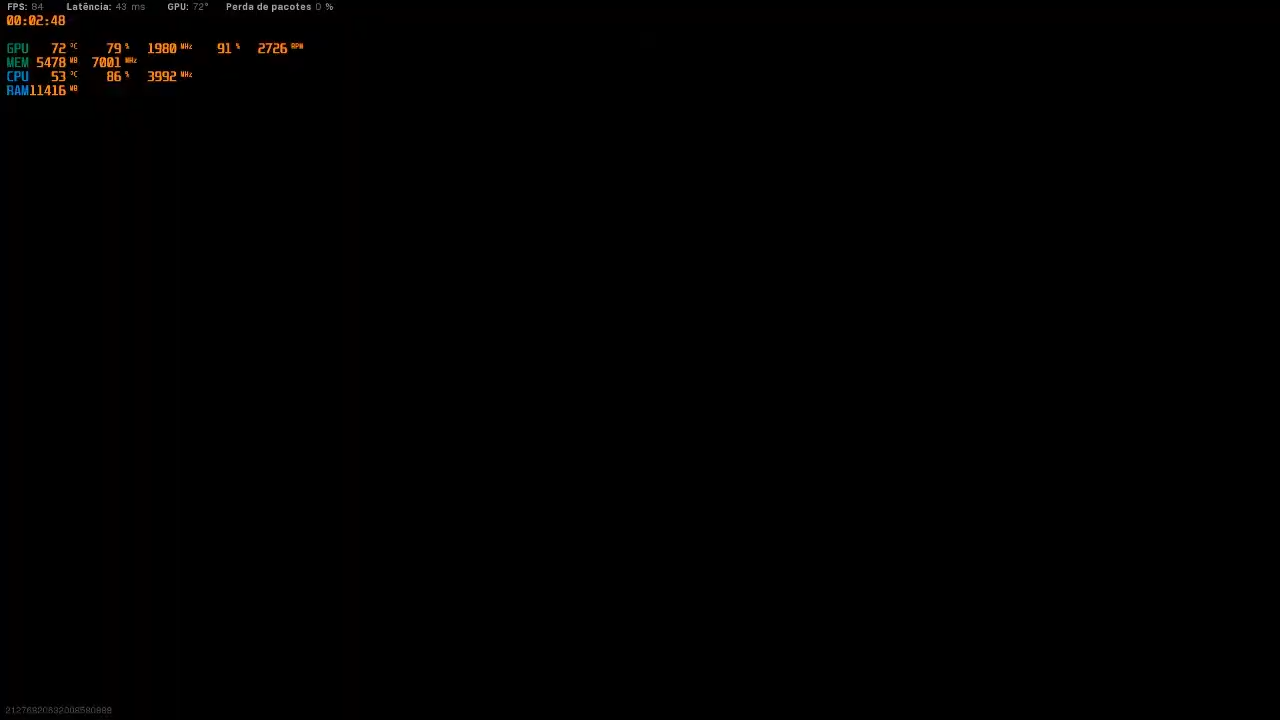 FPS: 84 Latência: 43 ms GPU: 72° Perda de pacotes 0 %
00:02:48
GPU 72 °C 79 % 1980 MHz 91 % 2726 RPM
MEM 5478 MB 7001 MHz
CPU 53 °C 86 % 3992 MHz
RAM 11416 MB